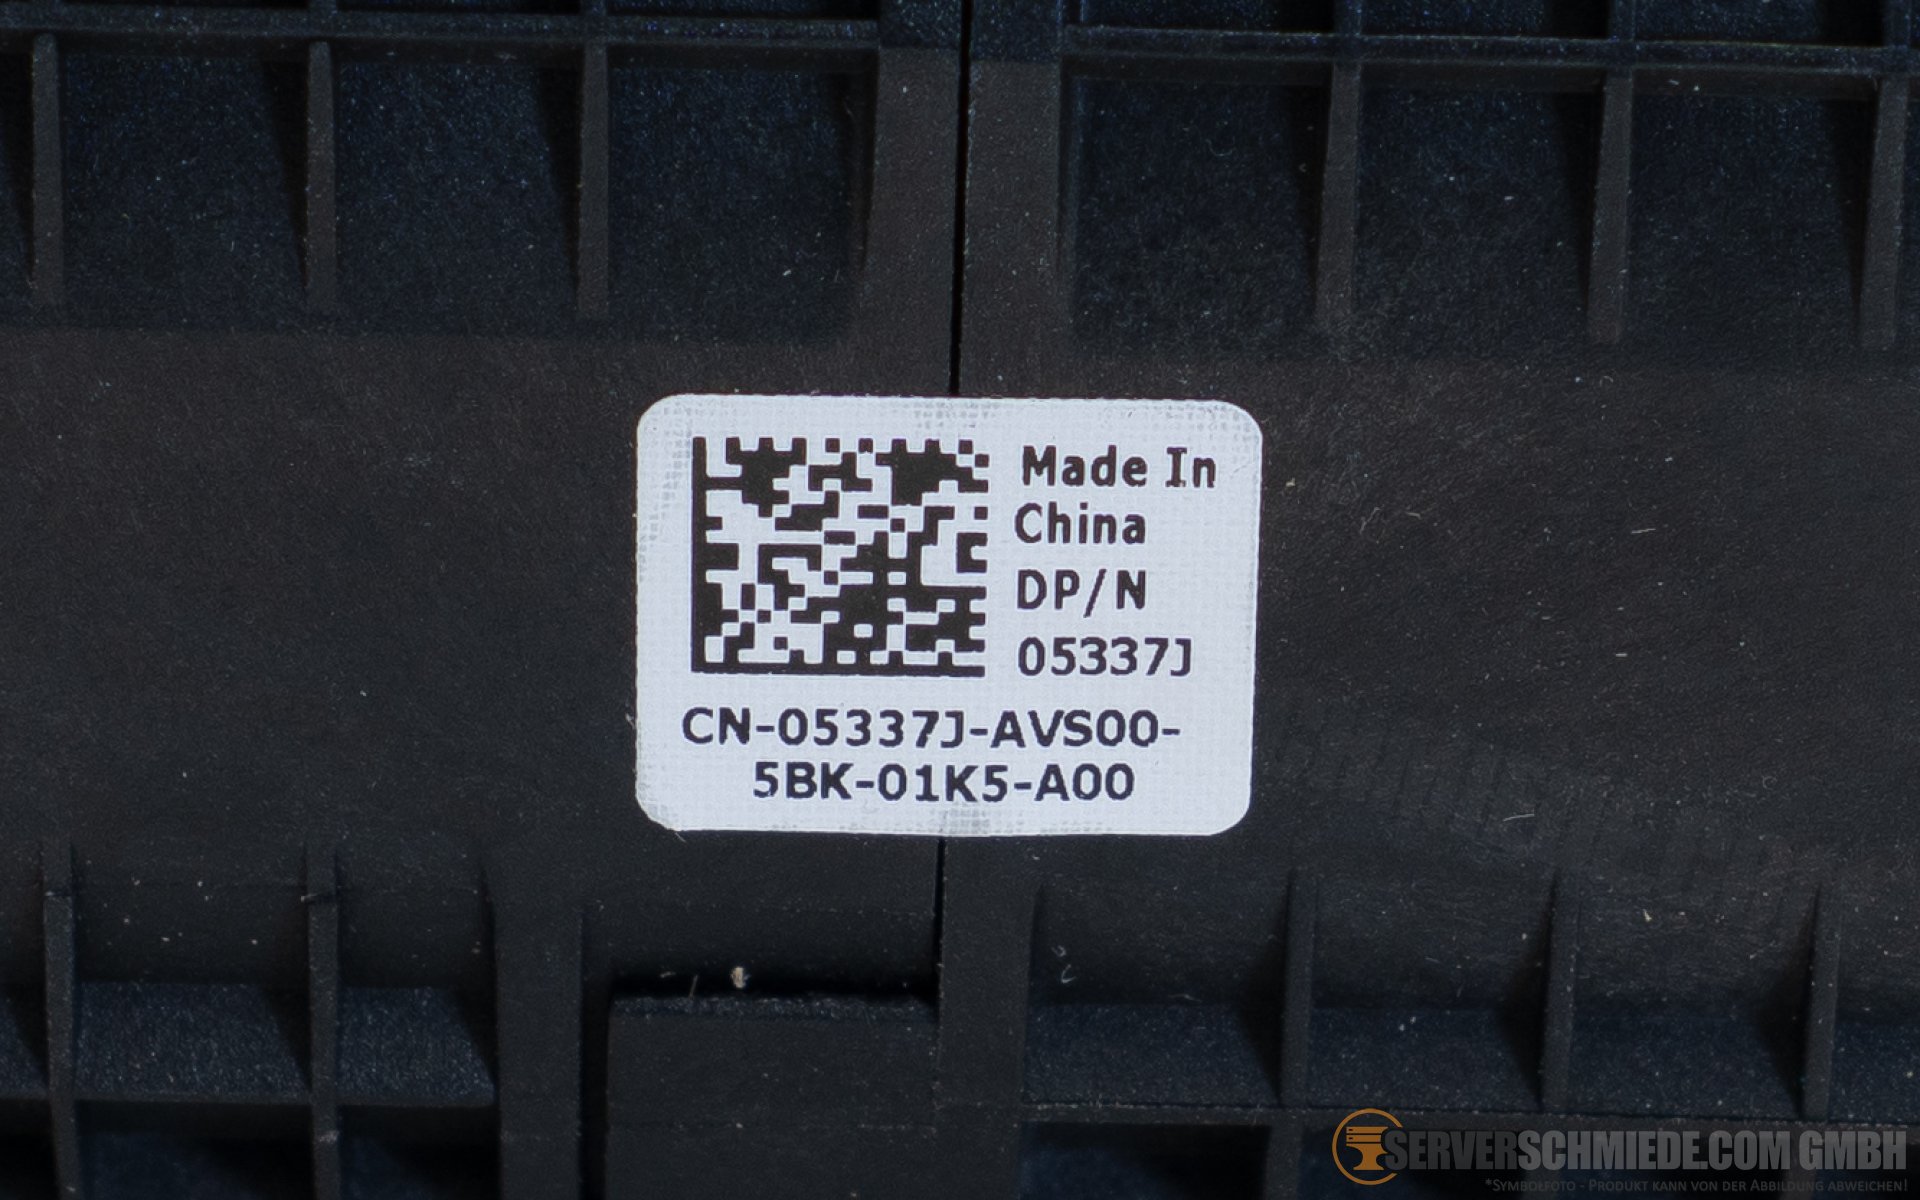 Made In
China
DP/N
05337J
CN-05337J-AVS00-
5BK-01K5-A00
SERVERSCHMIEDE.COM GMBH
*Symbolfoto - Produkt kann von der Abbildung abweichen!